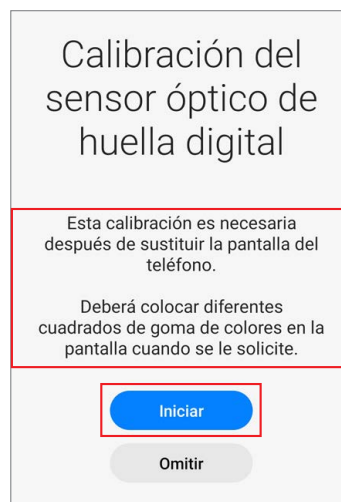 Calibración del
sensor óptico de
huella digital
Esta calibración es necesaria
después de sustituir la pantalla del
teléfono.
Deberá colocar diferentes
cuadrados de goma de colores en la
pantalla cuando se le solicite.
Iniciar
Omitir